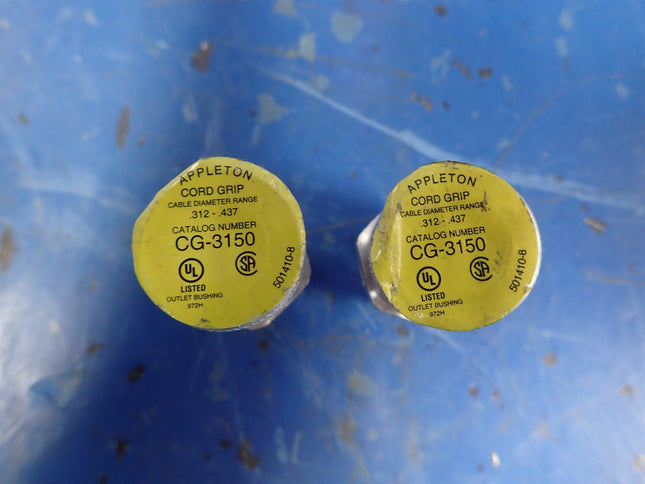 APPLETON
CORD GRIP
CABLE DIAMETER RANGE
.312 - .437
CATALOG NUMBER
CG-3150
UL
SA
LISTED
OUTLET BUSHING
972H
501410-8
APPLETON
CORD GRIP
CABLE DIAMETER RANGE
.312 - .437
CATALOG NUMBER
CG-3150
UL
SA
LISTED
OUTLET BUSHING
972H
501410-8